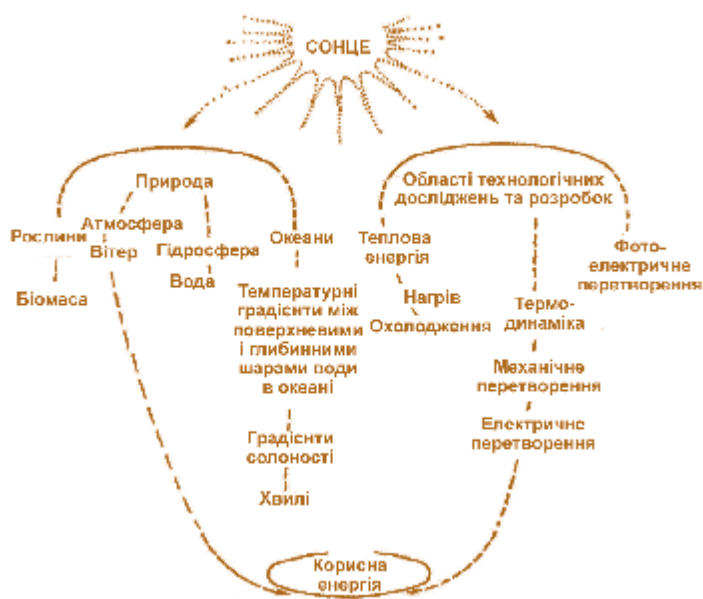 СОНЦЕ
Природа
Атмосфера
Рослини
Вітер
Гідросфера
Океани
Біомаса
Вода
Температурні
градієнти між
поверхневими
і глибинними
шарами води
в океані
Градієнти
солоності
Хвилі
Області технологічних
досліджень та розробок
Теплова
енергія
Нагрів
Охолодження
Термо-
динаміка
Механічне
перетворення
Електричне
перетворення
Фото-
електричне
перетворення
Корисна
енергія